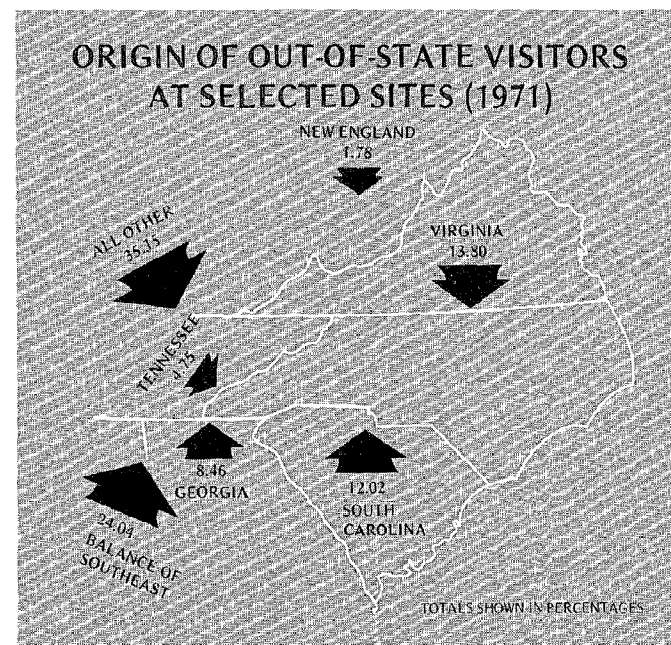 ORIGIN OF OUT-OF-STATE VISITORS
AT SELECTED SITES (1971)
NEW ENGLAND
1.78
ALL OTHER
35.15
VIRGINIA
13.80
TENNESSEE
4.75
8.46
GEORGIA
12.02
SOUTH
CAROLINA
24.04
BALANCE OF
SOUTHEAST
TOTALS SHOWN IN PERCENTAGES